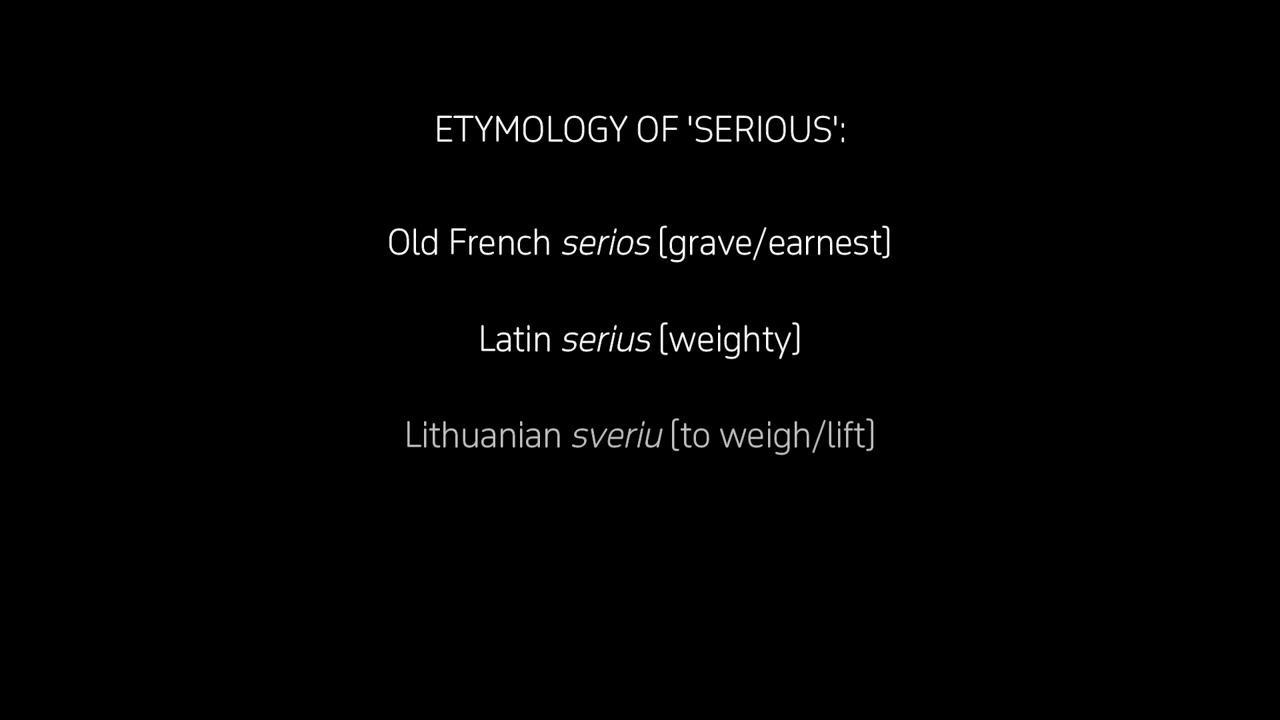 ETYMOLOGY OF 'SERIOUS':
Old French serios [grave/earnest]
Latin serius [weighty]
Lithuanian sveriu [to weigh/lift]